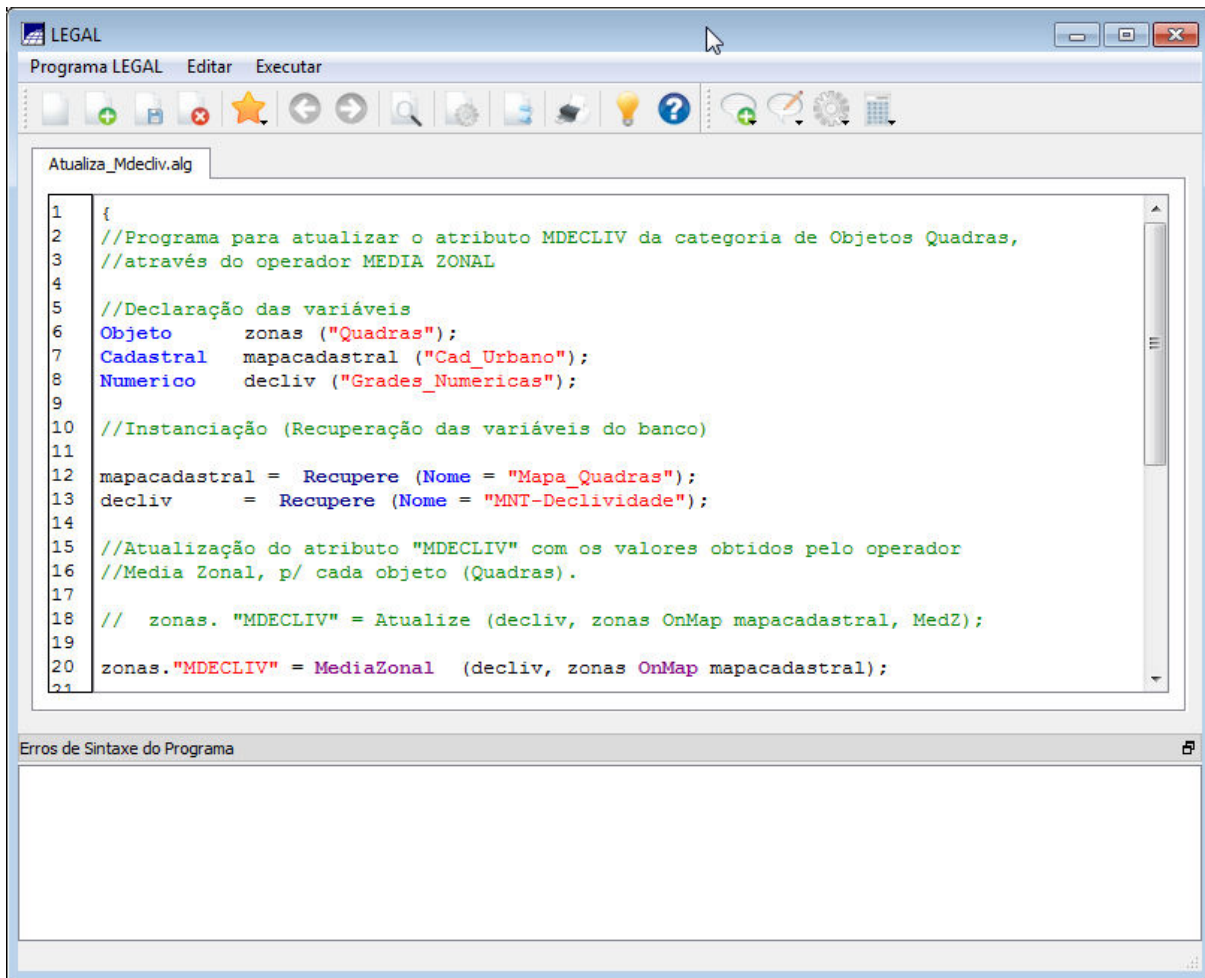 LEGAL
Programa LEGAL Editar Executar
Atualiza_Mdecliv.alg
1 {
2 //Programa para atualizar o atributo MDECLIV da categoria de Objetos Quadras,
3 //através do operador MEDIA ZONAL
4
5 //Declaração das variáveis
6 Objeto zonas ("Quadras");
7 Cadastral mapacadastral ("Cad_Urbano");
8 Numerico decliv ("Grades_Numericas");
9
10 //Instanciação (Recuperação das variáveis do banco)
11
12 mapacadastral = Recupere (Nome = "Mapa_Quadras");
13 decliv = Recupere (Nome = "MNT-Declividade");
14
15 //Atualização do atributo "MDECLIV" com os valores obtidos pelo operador
16 //Media Zonal, p/ cada objeto (Quadras).
17
18 // zonas. "MDECLIV" = Atualize (decliv, zonas OnMap mapacadastral, MedZ);
19
20 zonas."MDECLIV" = MediaZonal (decliv, zonas OnMap mapacadastral);
21
Erros de Sintaxe do Programa